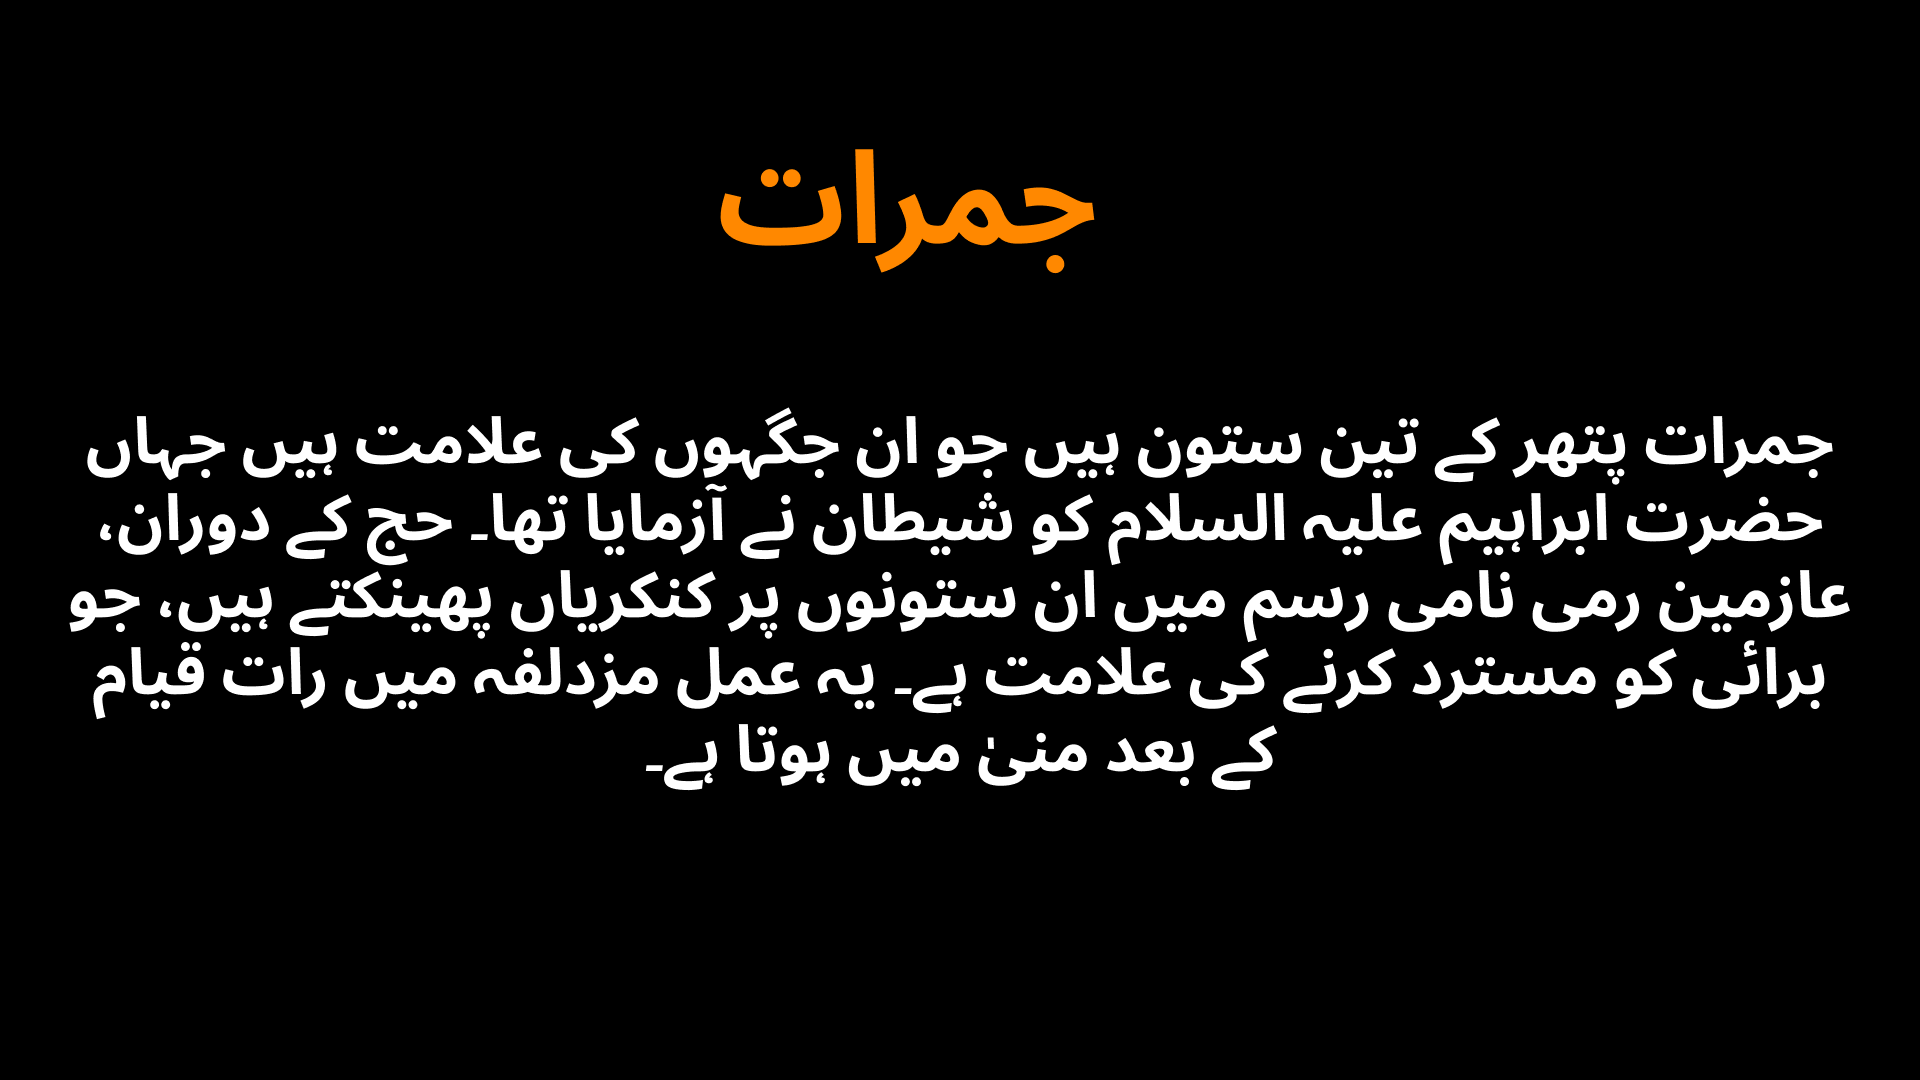 جمرات
جمرات پتھر کے تین ستون ہیں جو ان جگہوں کی علامت ہیں جہاں
حضرت ابراہیم علیہ السلام کو شیطان نے آزمایا تھا۔ حج کے دوران،
عازمین رمی نامی رسم میں ان ستونوں پر کنکریاں پھینکتے ہیں، جو
برائی کو مسترد کرنے کی علامت ہے۔ یہ عمل مزدلفہ میں رات قیام
کے بعد منیٰ میں ہوتا ہے۔